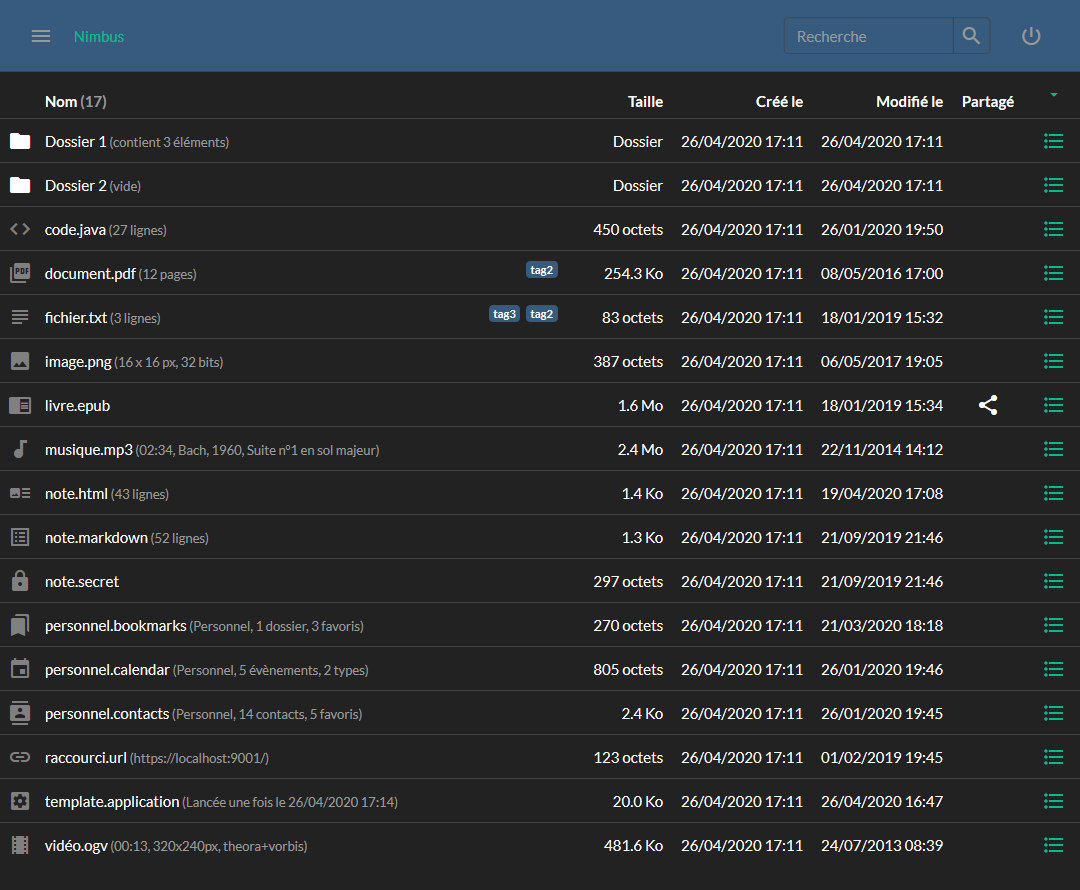 Nimbus Recherche
Nom (17) Taille Créé le Modifié le Partagé
Dossier 1 (contient 3 éléments) Dossier 26/04/2020 17:11 26/04/2020 17:11
Dossier 2 (vide) Dossier 26/04/2020 17:11 26/04/2020 17:11
code.java (27 lignes) 450 octets 26/04/2020 17:11 26/01/2020 19:50
PDF document.pdf (12 pages) tag2 254.3 Ko 26/04/2020 17:11 08/05/2016 17:00
fichier.txt (3 lignes) tag3 tag2 83 octets 26/04/2020 17:11 18/01/2019 15:32
image.png (16 x 16 px, 32 bits) 387 octets 26/04/2020 17:11 06/05/2017 19:05
livre.epub 1.6 Mo 26/04/2020 17:11 18/01/2019 15:34
musique.mp3 (02:34, Bach, 1960, Suite n°1 en sol majeur) 2.4 Mo 26/04/2020 17:11 22/11/2014 14:12
note.html (43 lignes) 1.4 Ko 26/04/2020 17:11 19/04/2020 17:08
note.markdown (52 lignes) 1.3 Ko 26/04/2020 17:11 21/09/2019 21:46
note.secret 297 octets 26/04/2020 17:11 21/09/2019 21:46
personnel.bookmarks (Personnel, 1 dossier, 3 favoris) 270 octets 26/04/2020 17:11 21/03/2020 18:18
personnel.calendar (Personnel, 5 évènements, 2 types) 805 octets 26/04/2020 17:11 26/01/2020 19:46
personnel.contacts (Personnel, 14 contacts, 5 favoris) 2.4 Ko 26/04/2020 17:11 26/01/2020 19:45
raccourci.url (https://localhost:9001/) 123 octets 26/04/2020 17:11 01/02/2019 19:45
template.application (Lancée une fois le 26/04/2020 17:14) 20.0 Ko 26/04/2020 17:11 26/04/2020 16:47
vidéo.ogv (00:13, 320x240px, theora+vorbis) 481.6 Ko 26/04/2020 17:11 24/07/2013 08:39